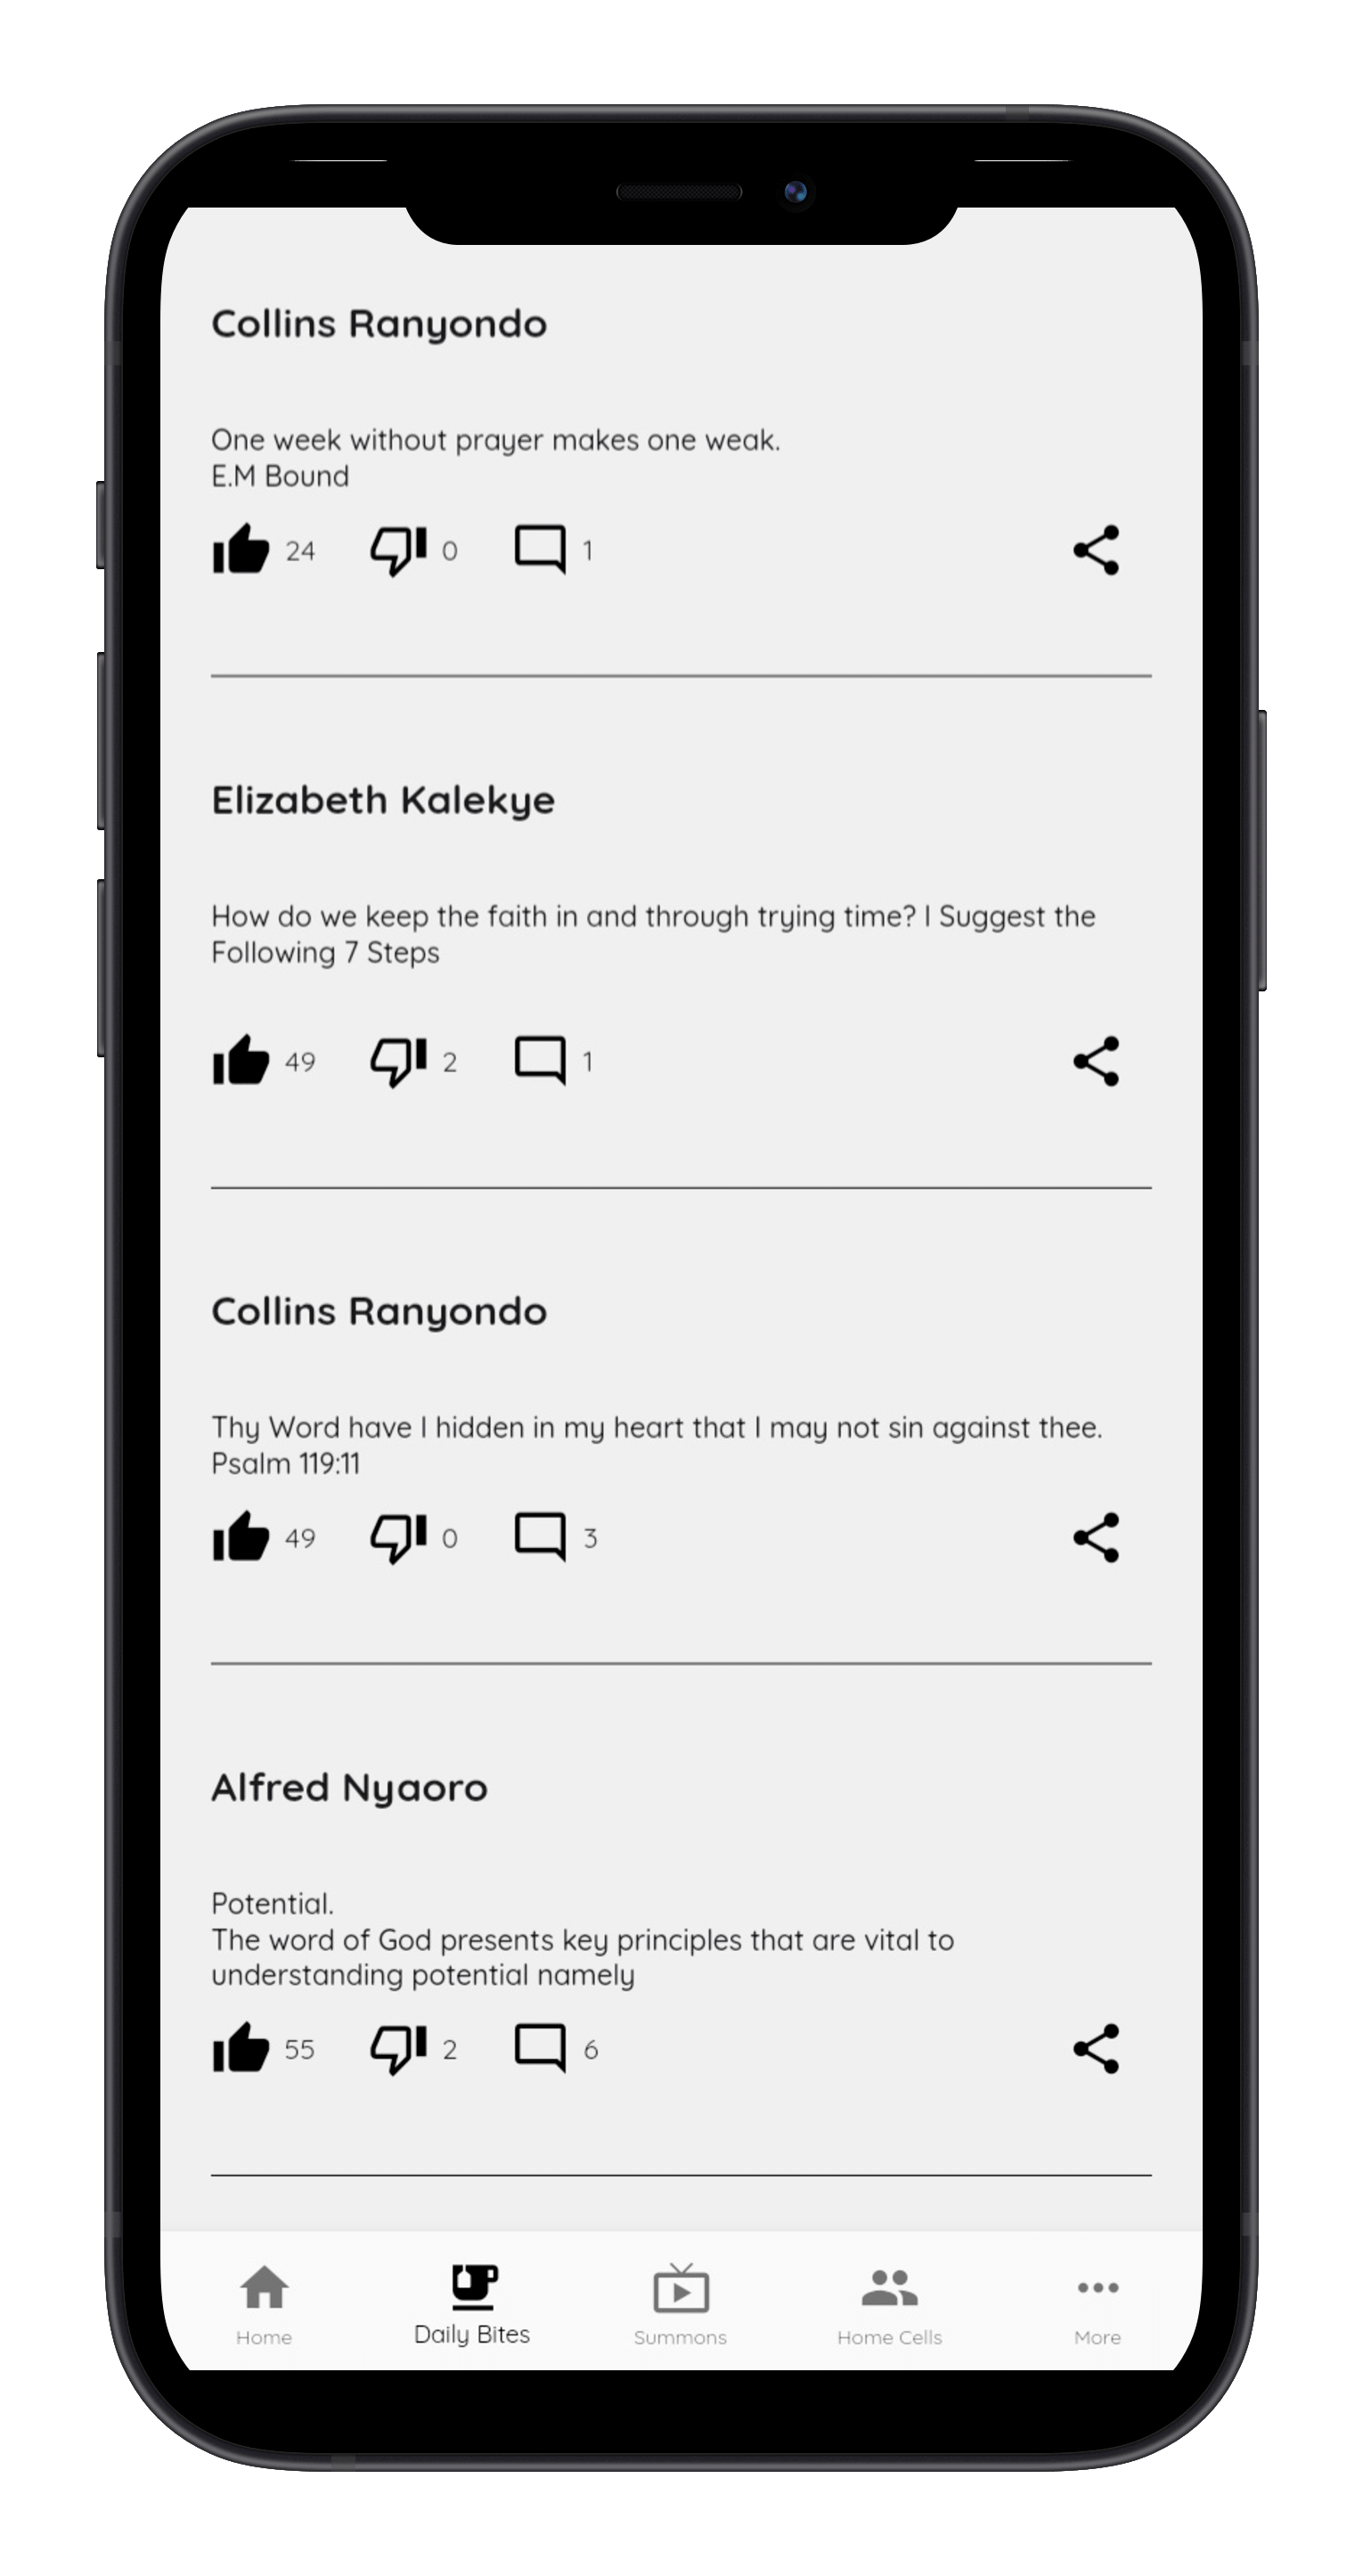 Collins Ranyondo
One week without prayer makes one weak.
E.M Bound
24 0 1
Elizabeth Kalekye
How do we keep the faith in and through trying time? I Suggest the
Following 7 Steps
49 2 1
Collins Ranyondo
Thy Word have I hidden in my heart that I may not sin against thee.
Psalm 119:11
49 0 3
Alfred Nyaoro
Potential.
The word of God presents key principles that are vital to
understanding potential namely
55 2 6
Home Daily Bites Summons Home Cells More